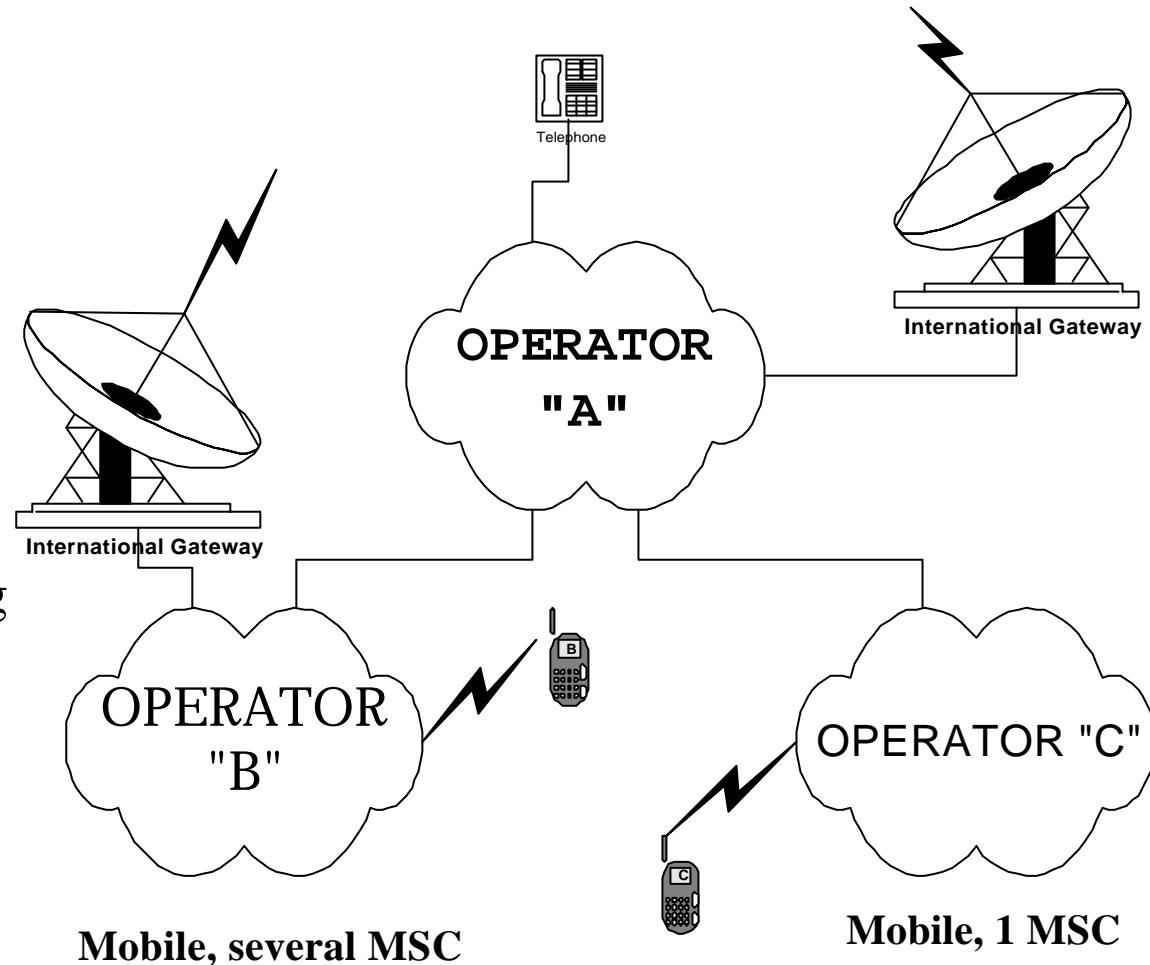 Telephone
International Gateway
OPERATOR
"A"
International Gateway
g
OPERATOR
"B"
B
OPERATOR "C"
C
Mobile, several MSC
Mobile, 1 MSC